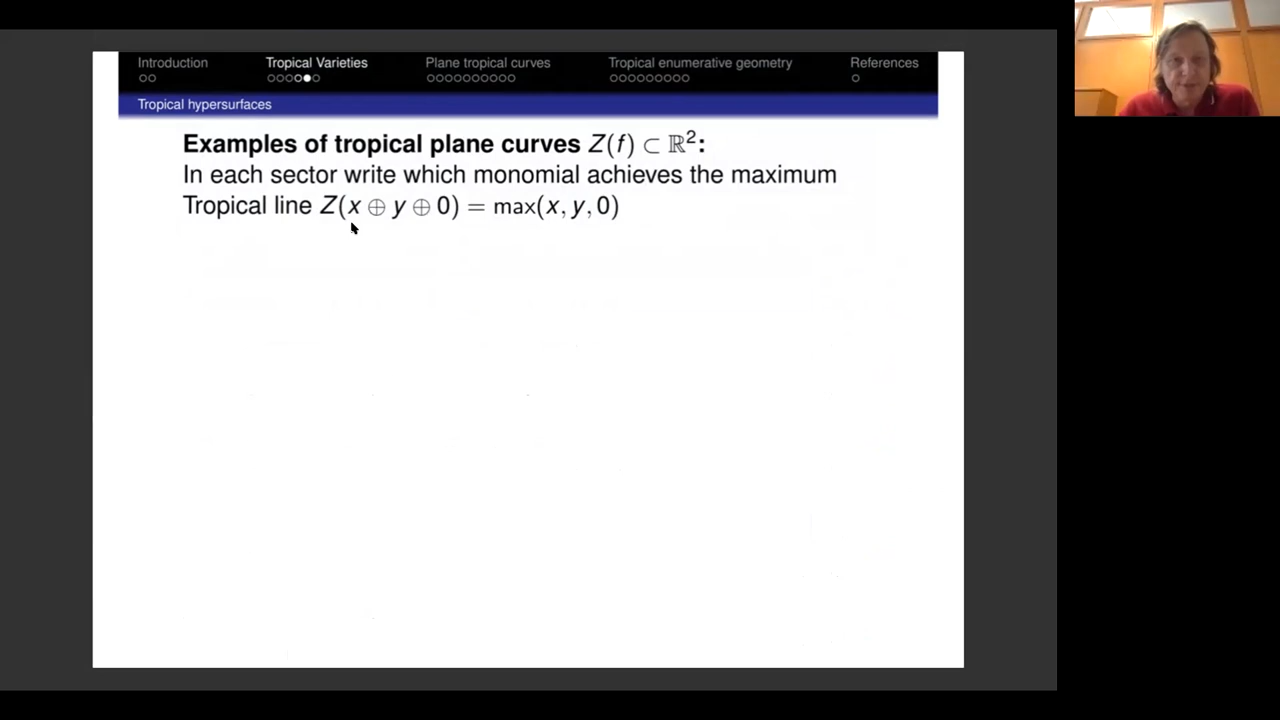 Introduction Tropical Varieties Plane tropical curves Tropical enumerative geometry References
Tropical hypersurfaces
Examples of tropical plane curves Z(f) ⊂ ℝ²:
In each sector write which monomial achieves the maximum
Tropical line Z(x ⊕ y ⊕ 0) = max(x, y, 0)